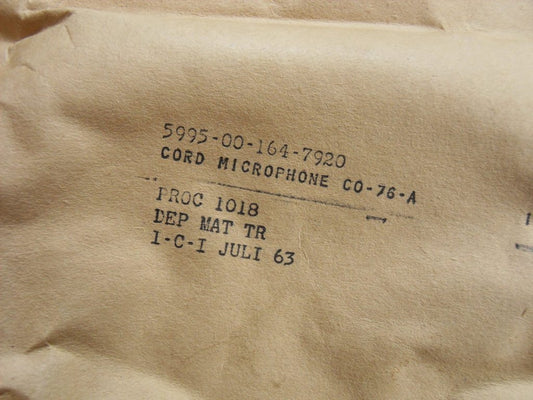 5995-00-164-7920
CORD MICROPHONE CO-76-A
PROC 1018
DEP MAT TR
I-C-I JULI 63